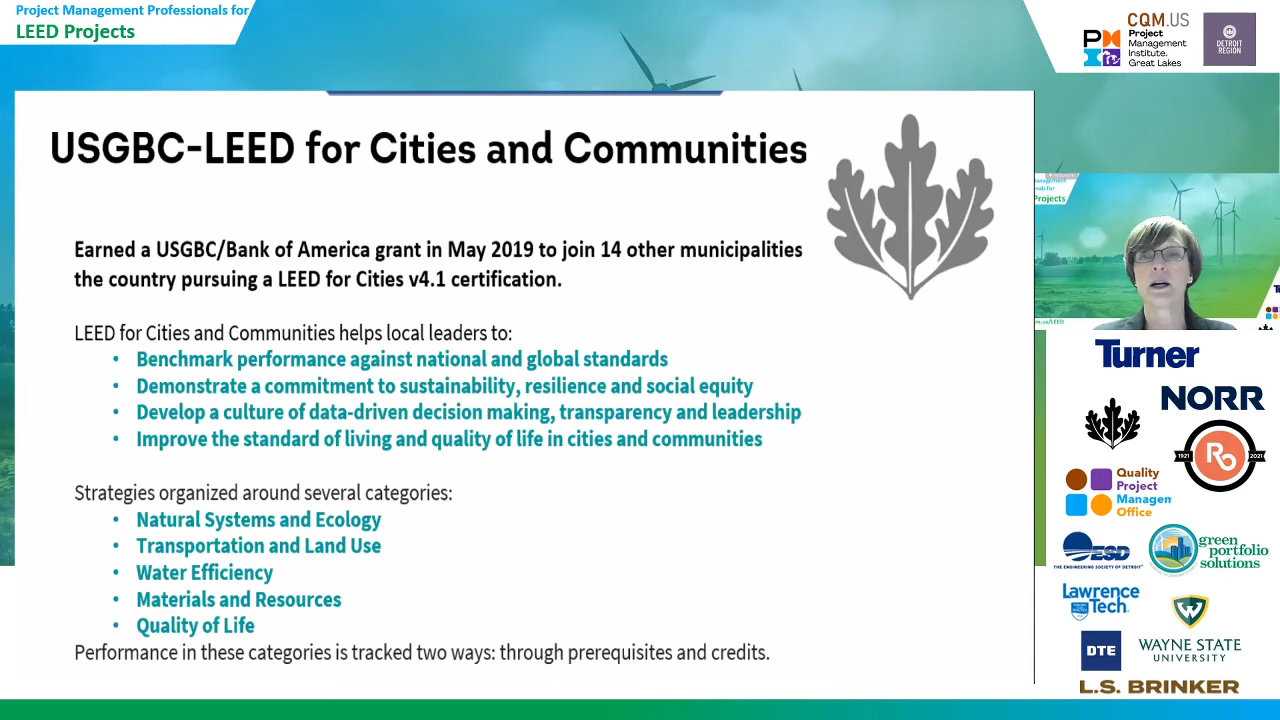 Project Management Professionals for
LEED Projects
CQM.US
Project
Management
Institute.
Great Lakes
DETROIT
REGION
USGBC-LEED for Cities and Communities
Earned a USGBC/Bank of America grant in May 2019 to join 14 other municipalities
the country pursuing a LEED for Cities v4.1 certification.
LEED for Cities and Communities helps local leaders to:
• Benchmark performance against national and global standards
• Demonstrate a commitment to sustainability, resilience and social equity
• Develop a culture of data-driven decision making, transparency and leadership
• Improve the standard of living and quality of life in cities and communities
Strategies organized around several categories:
• Natural Systems and Ecology
• Transportation and Land Use
• Water Efficiency
• Materials and Resources
• Quality of Life
Performance in these categories is tracked two ways: through prerequisites and credits.
Projects
Turner
NORR
1921
Ro
2021
Quality
Project
Managen
Office
ESD
THE ENGINEERING SOCIETY OF DETROIT
green
portfolio
solutions
Lawrence
Tech
W
DTE
WAYNE STATE
UNIVERSITY
L.S. BRINKER